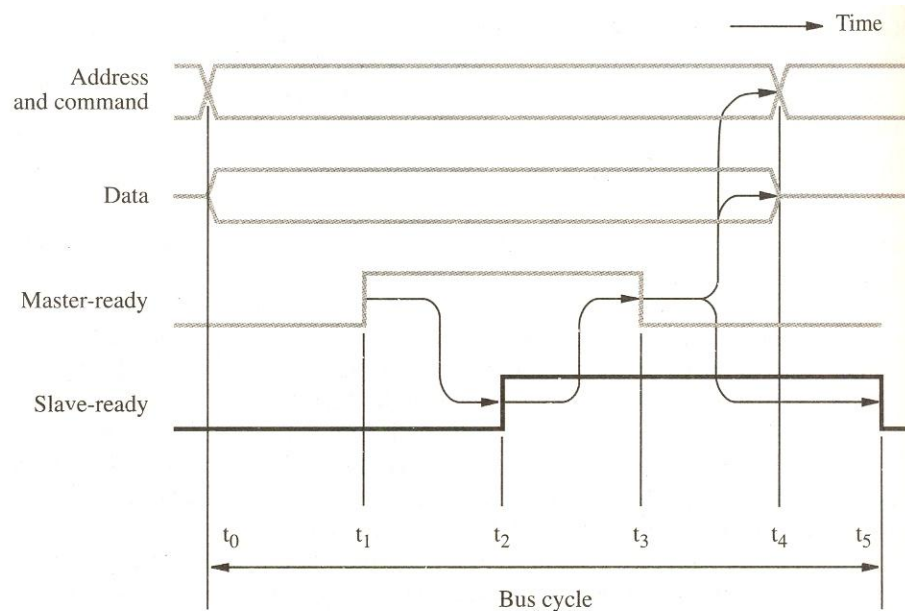 Time
Address
and command
Data
Master-ready
Slave-ready
t0 t1 t2 t3 t4 t5
Bus cycle